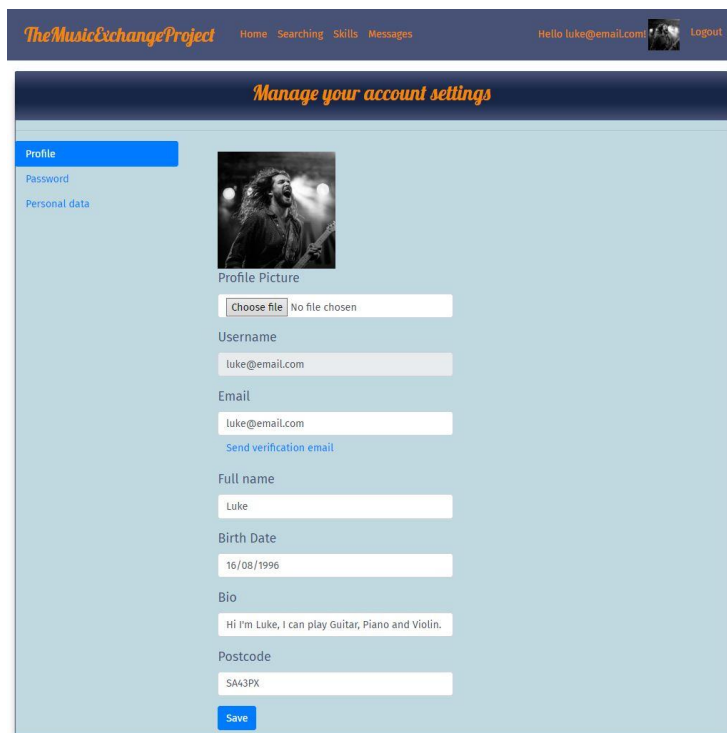 TheMusicExchangeProject Home Searching Skills Messages Hello luke@email.com! Logout
Manage your account settings
Profile
Password
Personal data
Profile Picture
Choose file No file chosen
Username
luke@email.com
Email
luke@email.com
Send verification email
Full name
Luke
Birth Date
16/08/1996
Bio
Hi I'm Luke, I can play Guitar, Piano and Violin.
Postcode
SA43PX
Save